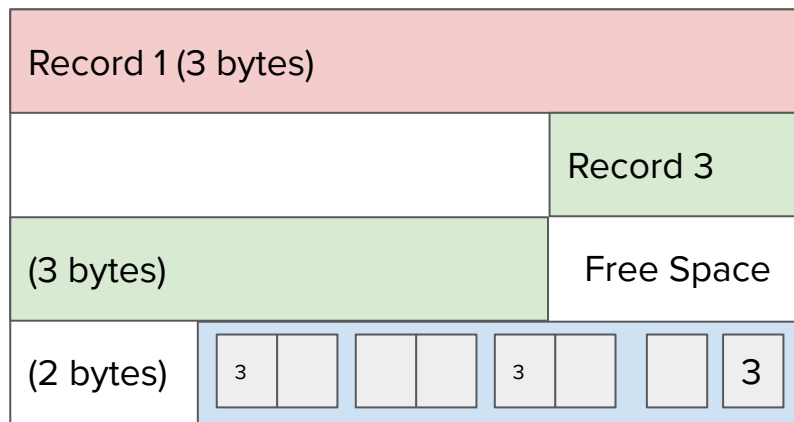 Record 1 (3 bytes)
Record 3
(3 bytes)
Free Space
(2 bytes)
3
3
3